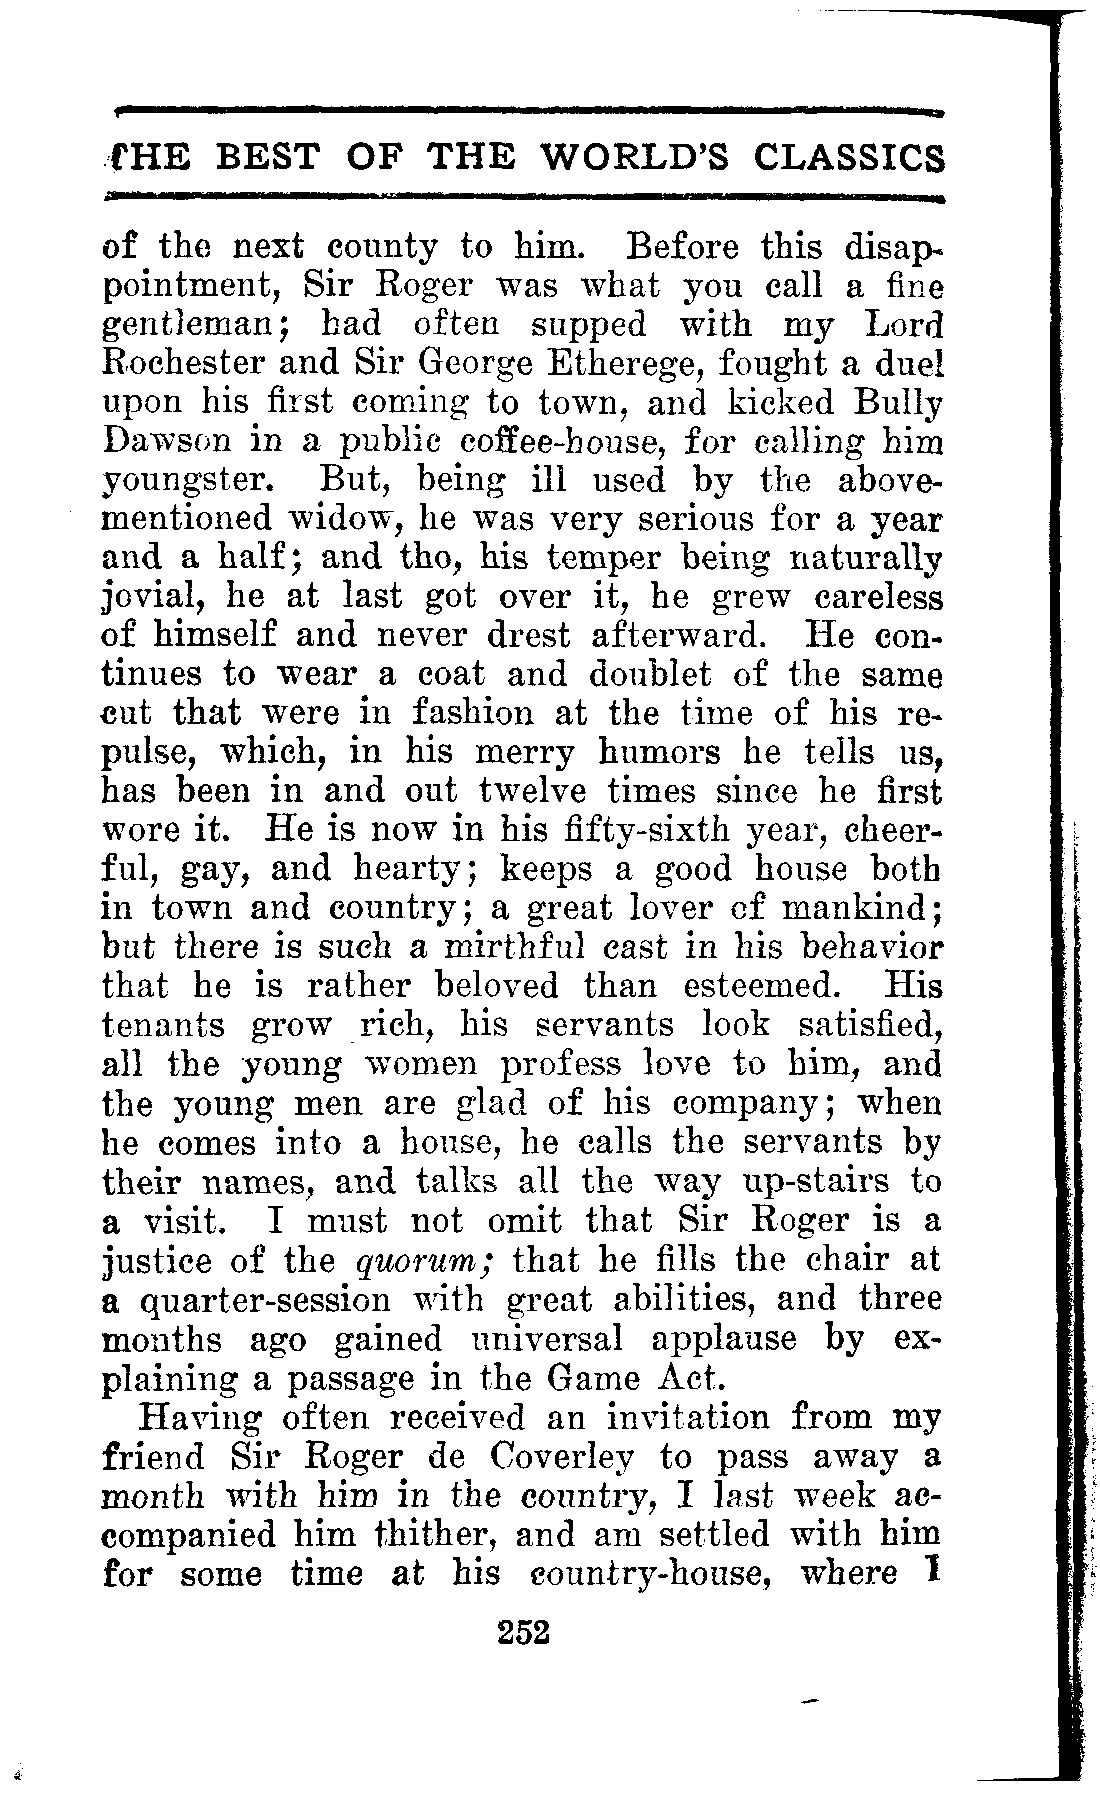 THE BEST OF THE WORLD'S CLASSICS
of the next county to him. Before this disap-
pointment, Sir Roger was what you call a fine
gentleman; had often supped with my Lord
Rochester and Sir George Etherege, fought a duel
upon his first coming to town, and kicked Bully
Dawson in a public coffee-house, for calling him
youngster. But, being ill used by the above-
mentioned widow, he was very serious for a year
and a half; and tho, his temper being naturally
jovial, he at last got over it, he grew careless
of himself and never drest afterward. He con-
tinues to wear a coat and doublet of the same
cut that were in fashion at the time of his re-
pulse, which, in his merry humors he tells us,
has been in and out twelve times since he first
wore it. He is now in his fifty-sixth year, cheer-
ful, gay, and hearty; keeps a good house both
in town and country; a great lover of mankind;
but there is such a mirthful cast in his behavior
that he is rather beloved than esteemed. His
tenants grow rich, his servants look satisfied,
all the young women profess love to him, and
the young men are glad of his company; when
he comes into a house, he calls the servants by
their names, and talks all the way up-stairs to
a visit. I must not omit that Sir Roger is a
justice of the quorum; that he fills the chair at
a quarter-session with great abilities, and three
months ago gained universal applause by ex-
plaining a passage in the Game Act.
Having often received an invitation from my
friend Sir Roger de Coverley to pass away a
month with him in the country, I last week ac-
companied him thither, and am settled with him
for some time at his country-house, where I
252